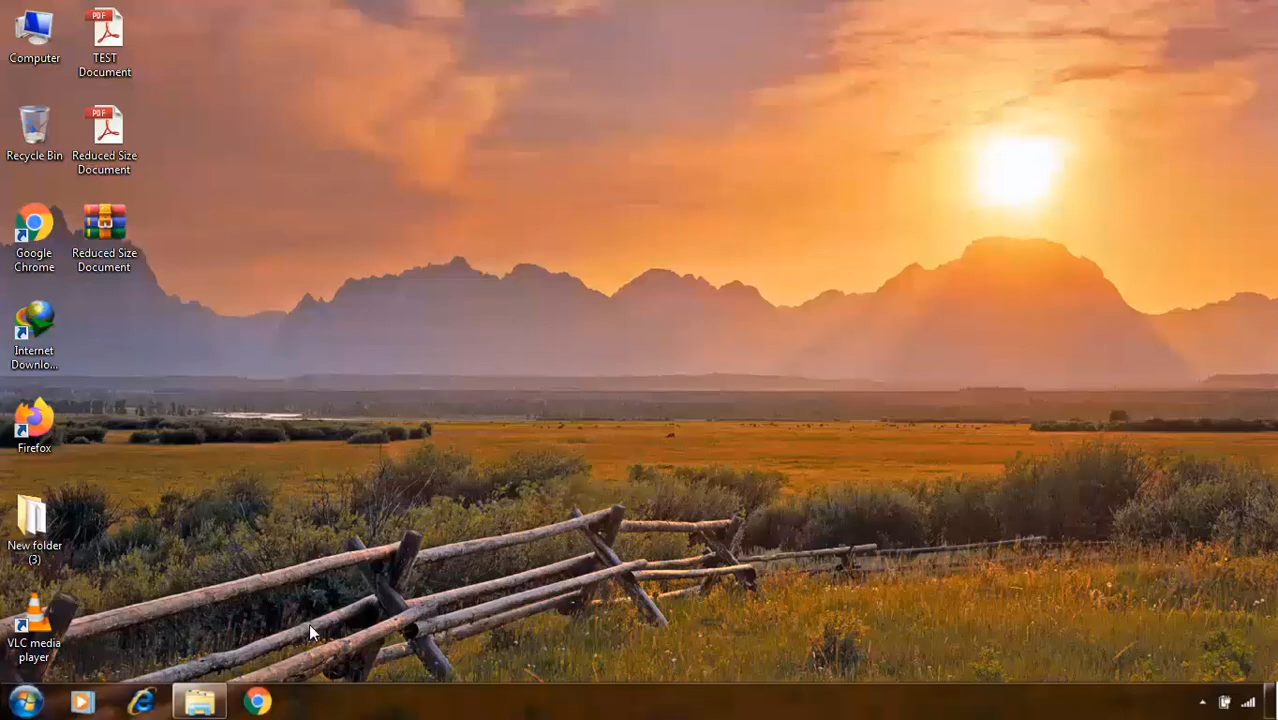 Computer
PDF
TEST
Document
Recycle Bin
PDF
Reduced Size
Document
Google
Chrome
Reduced Size
Document
Internet
Downlo...
Firefox
New folder
(3)
VLC media
player